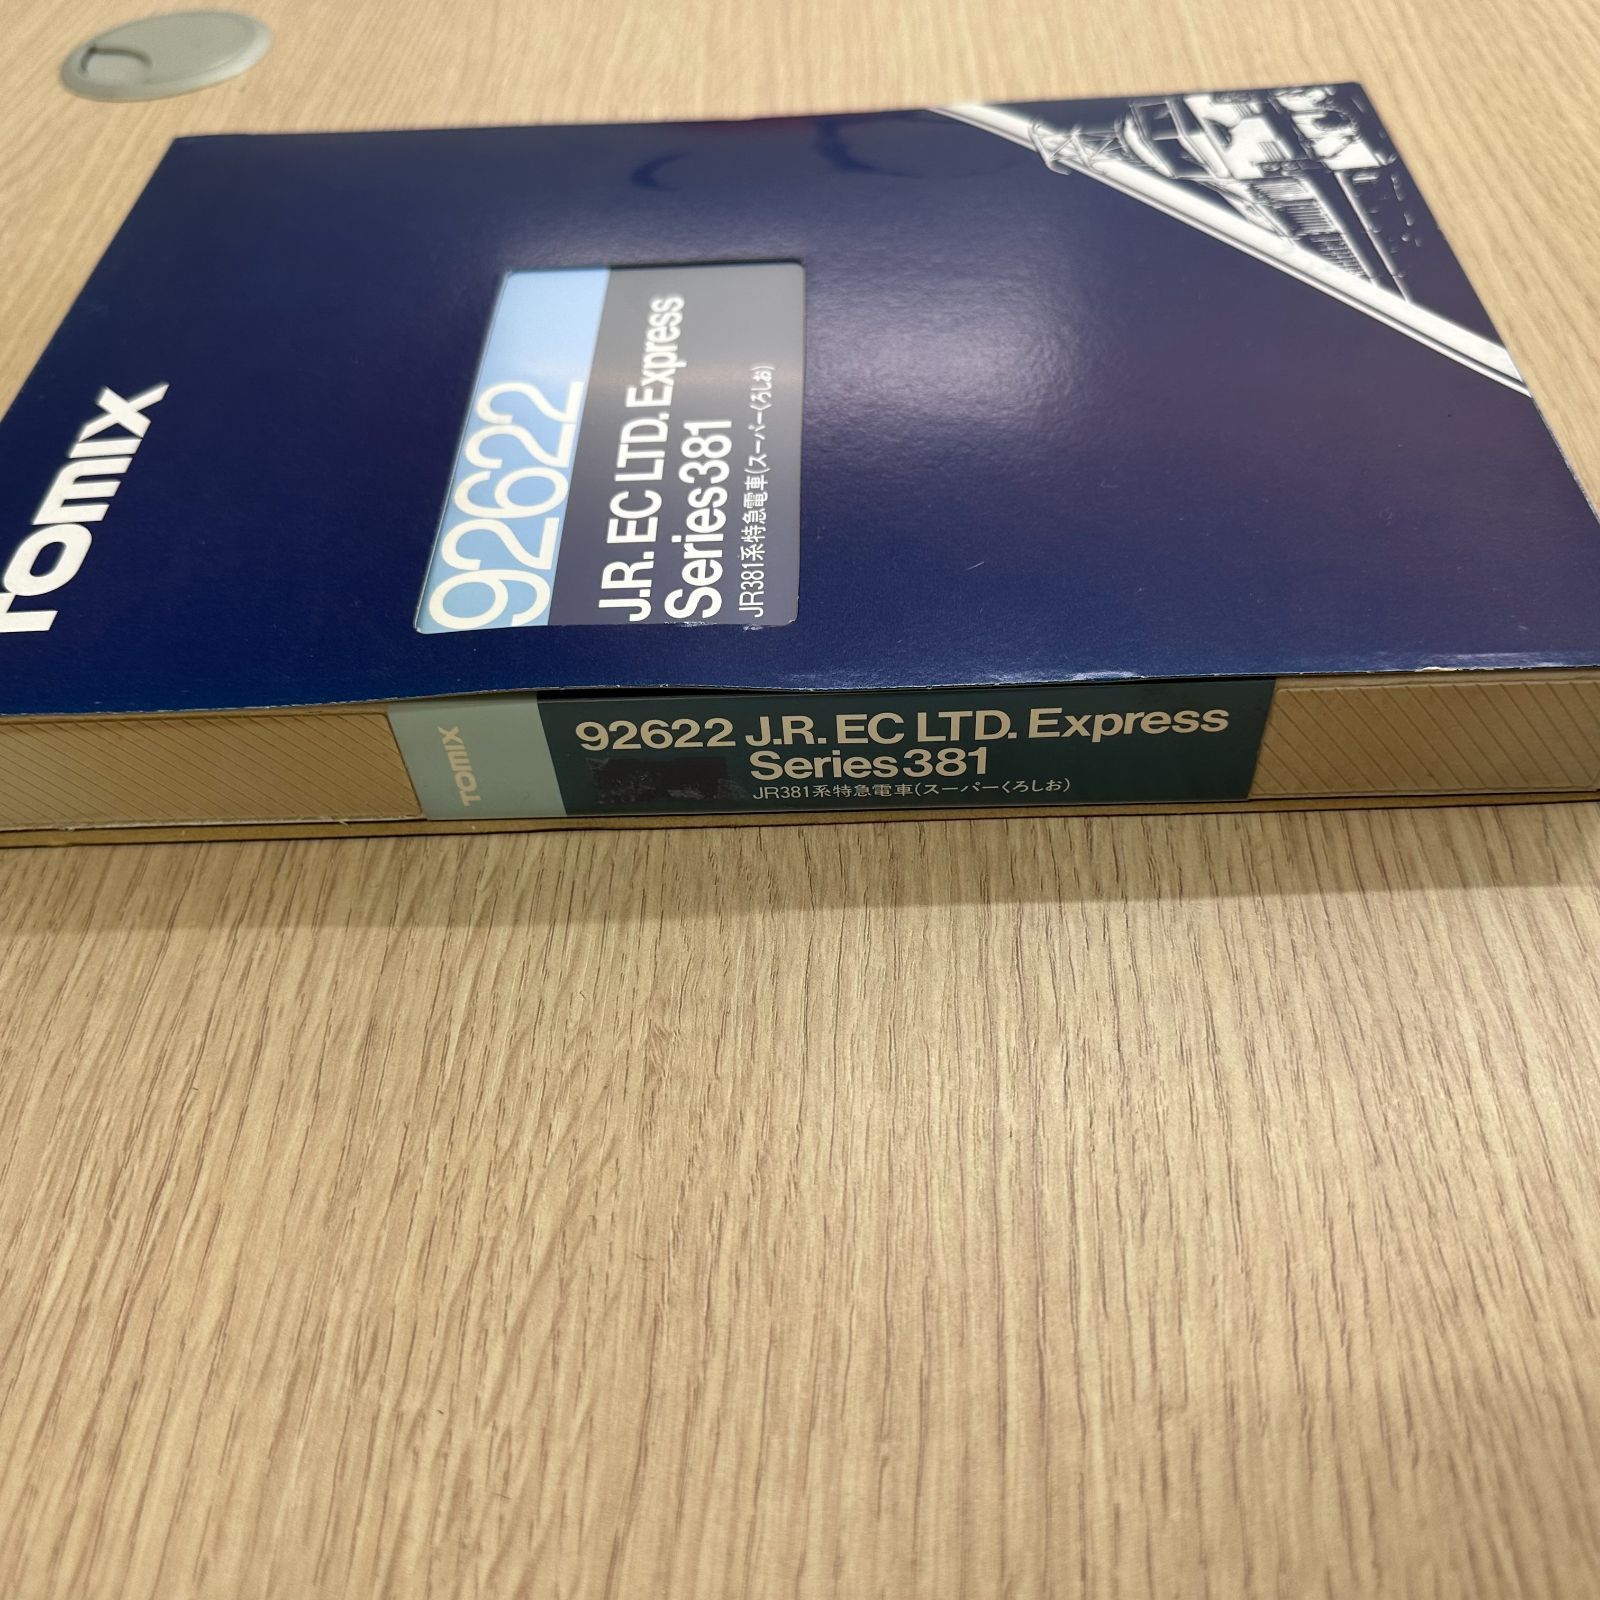 TOMIX
92622
J.R. EC LTD. Express
Series381
JR381系特急電車(スーパーくろしお)
TOMIX
92622 J.R. EC LTD. Express
Series381
JR381系特急電車(スーパーくろしお)